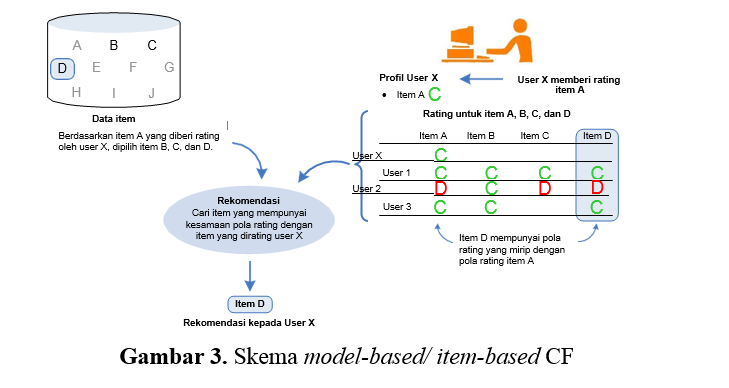 A B C
D E F G
H I J
Data item
Berdasarkan item A yang diberi rating
oleh user X, dipilih item B, C, dan D.
Profil User X
• Item A C
User X memberi rating
item A
Rating untuk item A, B, C, dan D
Item A Item B Item C Item D
User X C
User 1 C C C C
User 2 D C D D
User 3 C C C
Item D mempunyai pola
rating yang mirip dengan
pola rating item A
Rekomendasi
Cari item yang mempunyai
kesamaan pola rating dengan
item yang dirating user X
Item D
Rekomendasi kepada User X
Gambar 3. Skema model-based/ item-based CF